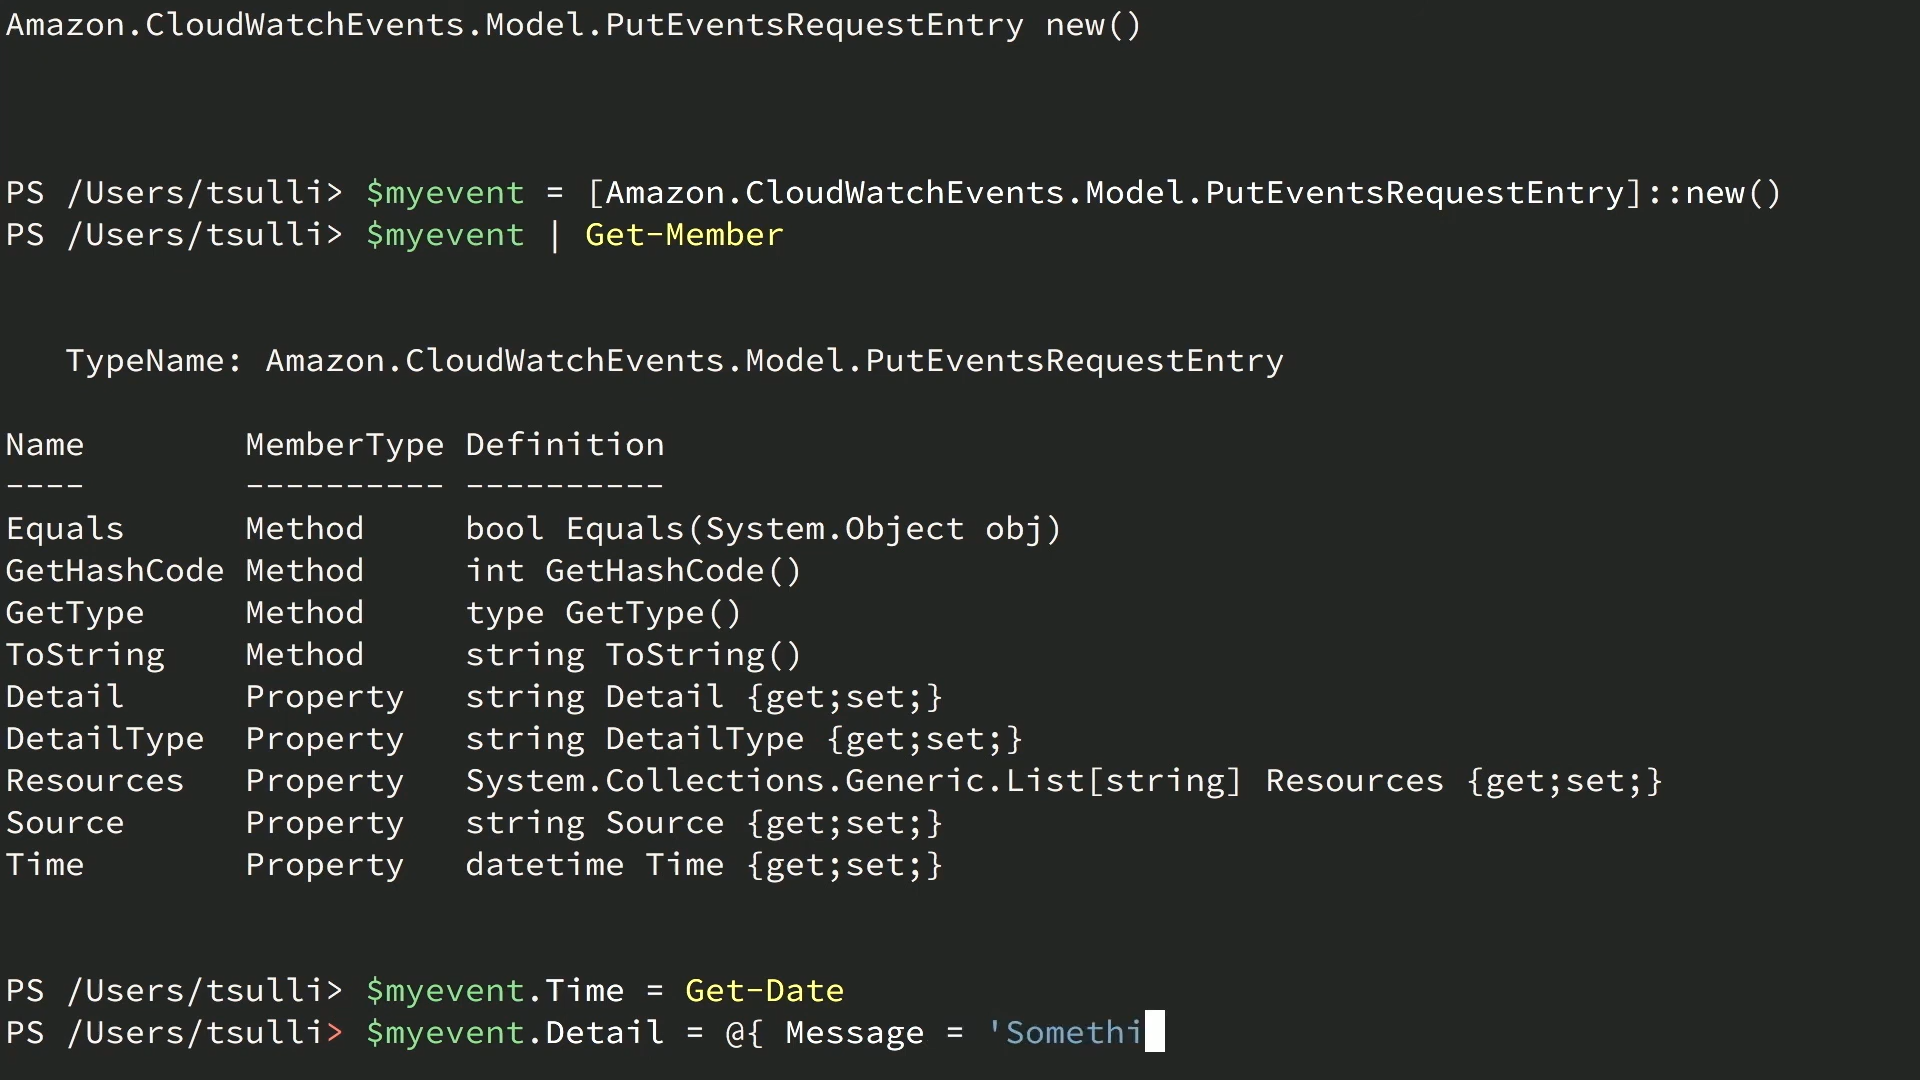 Amazon.CloudWatchEvents.Model.PutEventsRequestEntry new()
PS /Users/tsulli> $myevent = [Amazon.CloudWatchEvents.Model.PutEventsRequestEntry]::new()
PS /Users/tsulli> $myevent | Get-Member
TypeName: Amazon.CloudWatchEvents.Model.PutEventsRequestEntry
Name        MemberType Definition
----        ---------- ----------
Equals      Method     bool Equals(System.Object obj)
GetHashCode Method     int GetHashCode()
GetType     Method     type GetType()
ToString    Method     string ToString()
Detail      Property   string Detail {get;set;}
DetailType  Property   string DetailType {get;set;}
Resources   Property   System.Collections.Generic.List[string] Resources {get;set;}
Source      Property   string Source {get;set;}
Time        Property   datetime Time {get;set;}
PS /Users/tsulli> $myevent.Time = Get-Date
PS /Users/tsulli> $myevent.Detail = @{ Message = 'Somethi